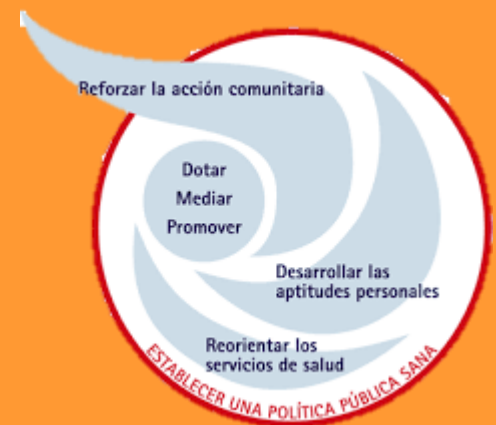 Reforzar la acción comunitaria
Dotar
Mediar
Promover
Desarrollar las
aptitudes personales
Reorientar los
servicios de salud
ESTABLECER UNA POLÍTICA PÚBLICA SANA